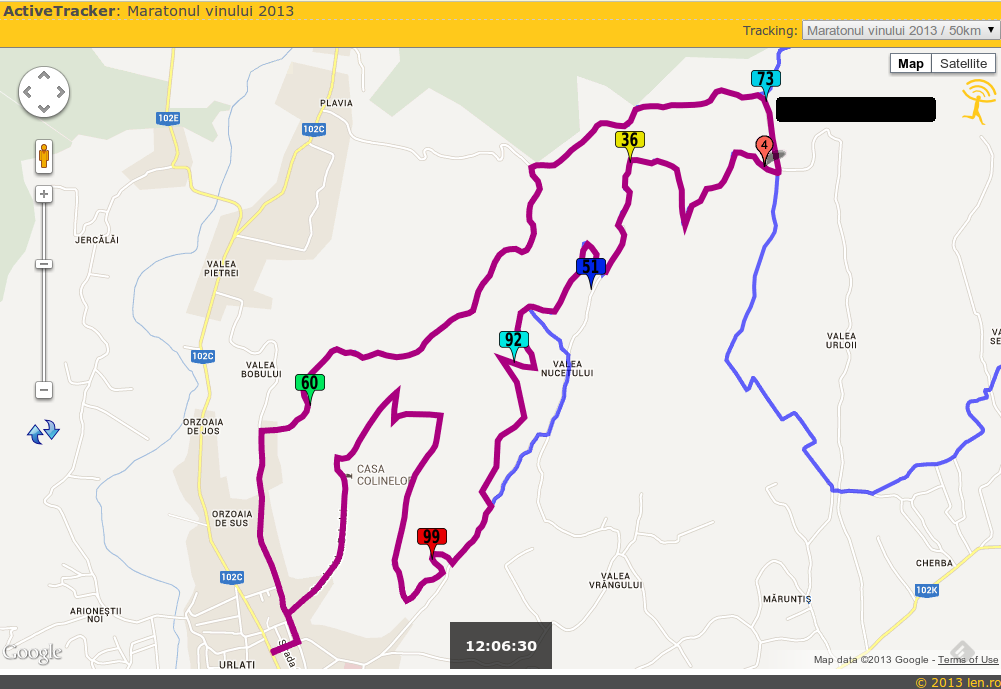 ActiveTracker: Maratonul vinului 2013
Tracking: Maratonul vinului 2013 / 50km
Map Satellite
73
PLAVIA
102E
102C
36
4
JERCĂLĂI
VALEA
PIETREI
51
92
VALEA
URLOII
102C
VALEA
BOBULUI
VALEA
NUCETULUI
60
ORZOAIA
DE JOS
CASA
COLINELOR
ORZOAIA
DE SUS
99
102C
VALEA
VRÂNGULUI
CHERBA
102K
MĂRUNȚIȘ
ARIONEȘTII
NOI
12:06:30
Google
URLATI
Map data ©2013 Google - Terms of Use
© 2013 len.ro